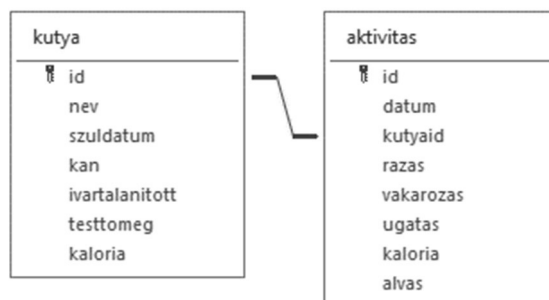 kutya
id
nev
szuldatum
kan
ivartalanitott
testtomeg
kaloria
aktivitas
id
datum
kutyaid
razas
vakarozas
ugatas
kaloria
alvas